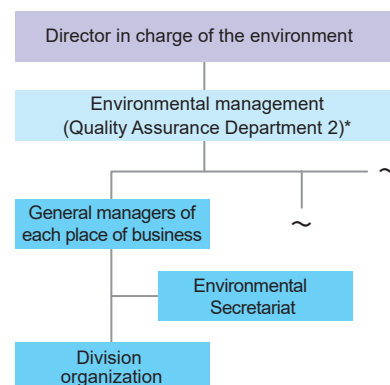 Director in charge of the environment
Environmental management
(Quality Assurance Department 2)*
～
General managers of
each place of business
～
Environmental
Secretariat
Division
organization